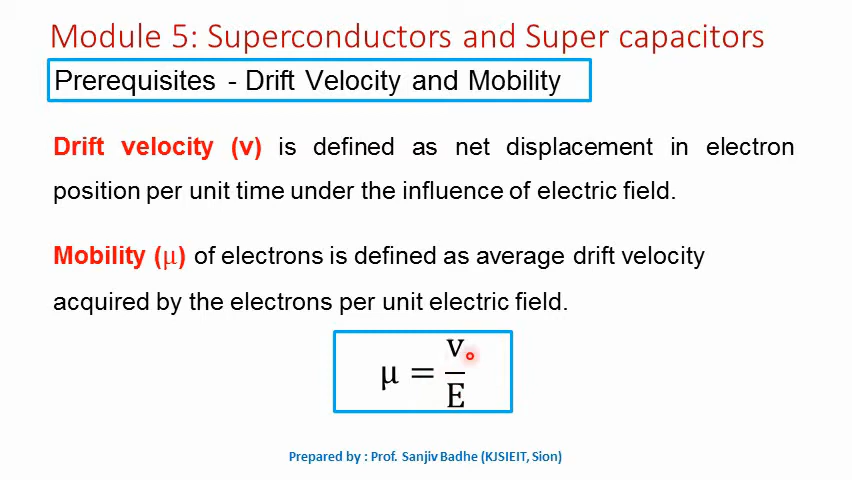 Module 5: Superconductors and Super capacitors
Prerequisites - Drift Velocity and Mobility
Drift velocity (v) is defined as net displacement in electron
position per unit time under the influence of electric field.
Mobility (μ) of electrons is defined as average drift velocity
acquired by the electrons per unit electric field.
μ = v/E
Prepared by : Prof. Sanjiv Badhe (KJSIEIT, Sion)